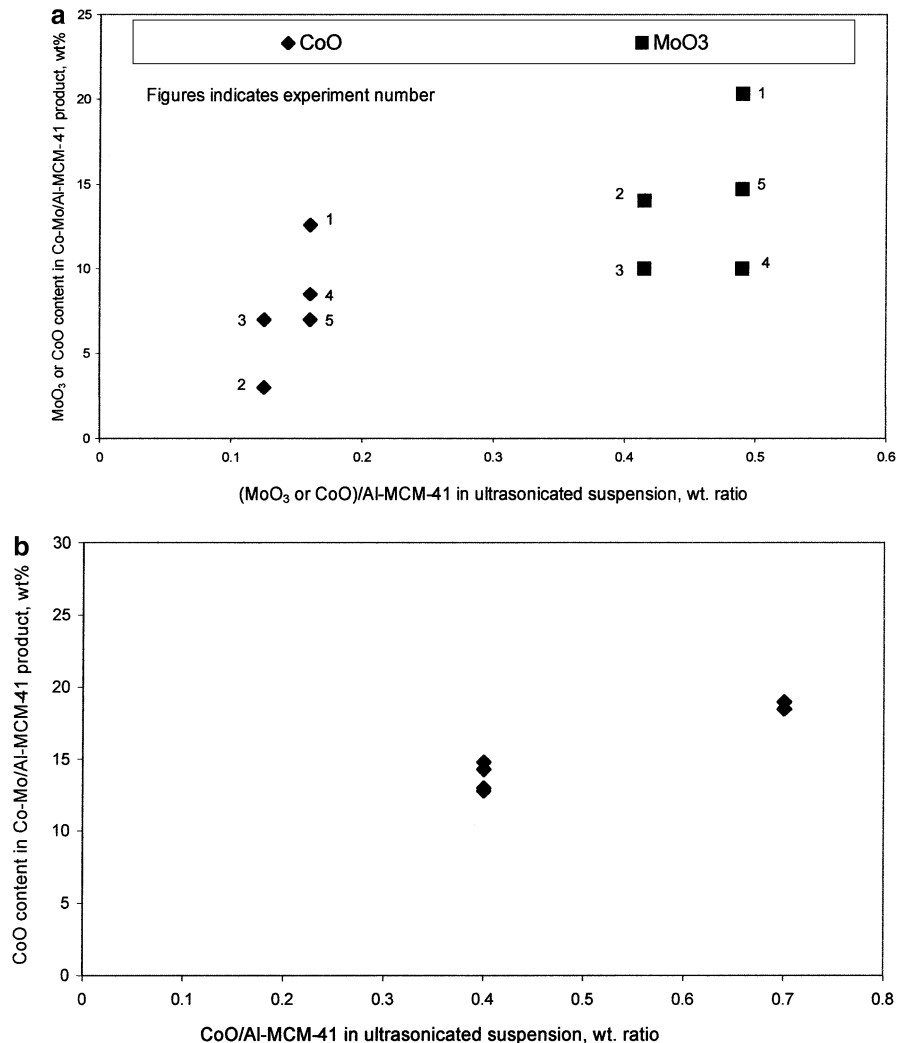 a
25
20
15
10
5
0
MoO₃ or CoO content in Co-Mo/Al-MCM-41 product, wt%
CoO MoO3
Figures indicates experiment number
1
5
2
3
4
1
4
3
5
2
0 0.1 0.2 0.3 0.4 0.5 0.6
(MoO₃ or CoO)/Al-MCM-41 in ultrasonicated suspension, wt. ratio
b
30
25
20
15
10
5
0
CoO content in Co-Mo/Al-MCM-41 product, wt%
0 0.1 0.2 0.3 0.4 0.5 0.6 0.7 0.8
CoO/Al-MCM-41 in ultrasonicated suspension, wt. ratio